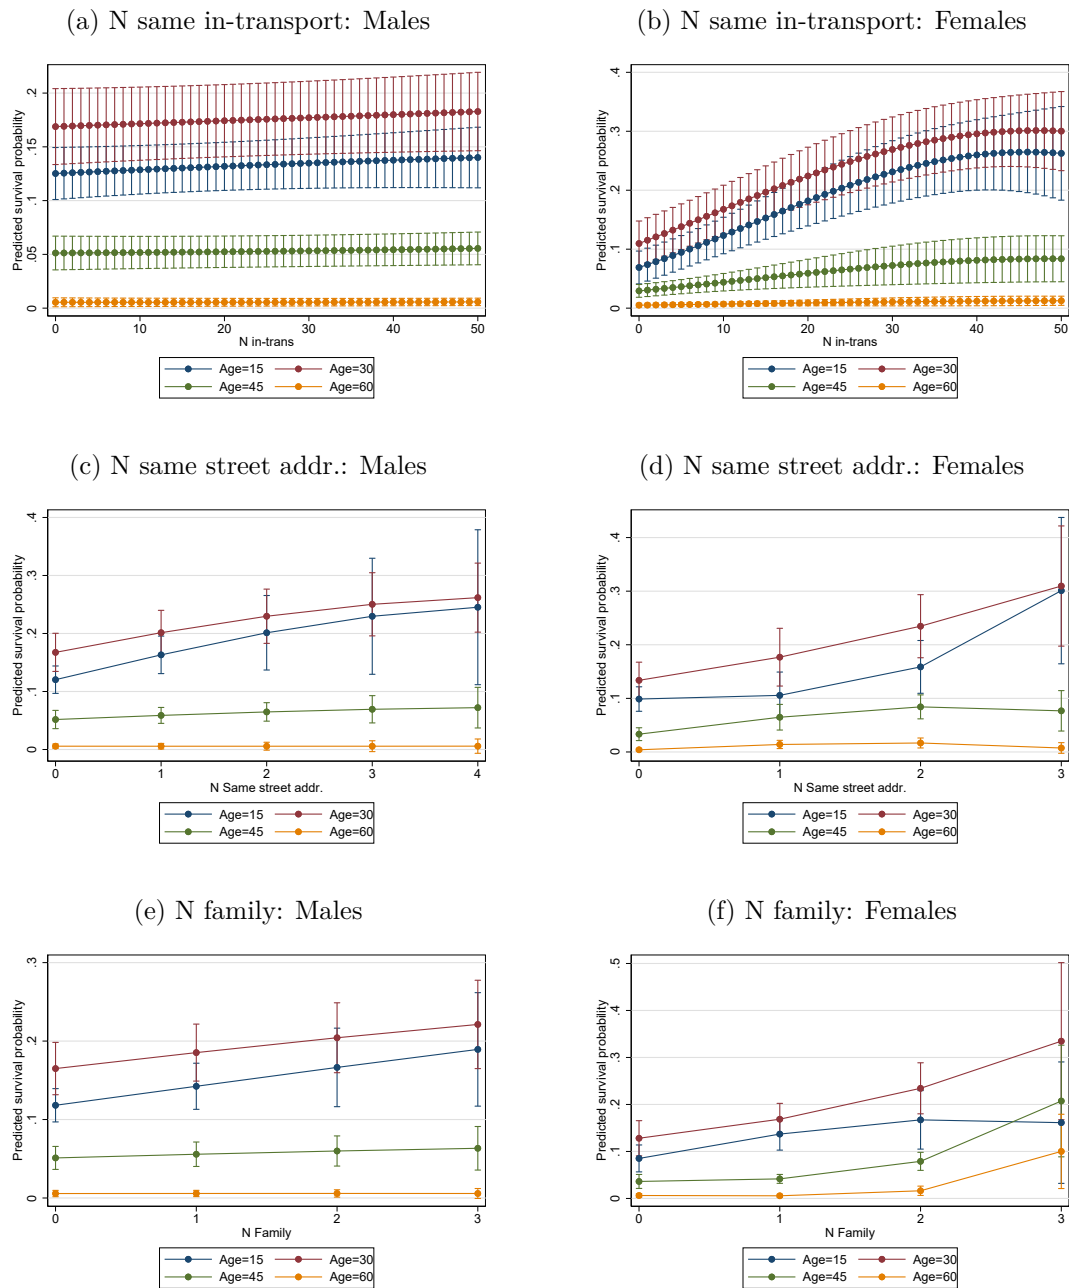 (a) N same in-transport: Males
Predicted survival probability
0 .05 .1 .15 .2
0 10 20 30 40 50
N in-trans
Age=15 Age=30
Age=45 Age=60
(b) N same in-transport: Females
Predicted survival probability
0 .1 .2 .3 .4
0 10 20 30 40 50
N in-trans
Age=15 Age=30
Age=45 Age=60
(c) N same street addr.: Males
Predicted survival probability
0 .1 .2 .3 .4
0 1 2 3 4
N Same street addr.
Age=15 Age=30
Age=45 Age=60
(d) N same street addr.: Females
Predicted survival probability
0 .1 .2 .3 .4
0 1 2 3
N Same street addr.
Age=15 Age=30
Age=45 Age=60
(e) N family: Males
Predicted survival probability
0 .1 .2 .3
0 1 2 3
N Family
Age=15 Age=30
Age=45 Age=60
(f) N family: Females
Predicted survival probability
0 .1 .2 .3 .4 .5
0 1 2 3
N Family
Age=15 Age=30
Age=45 Age=60